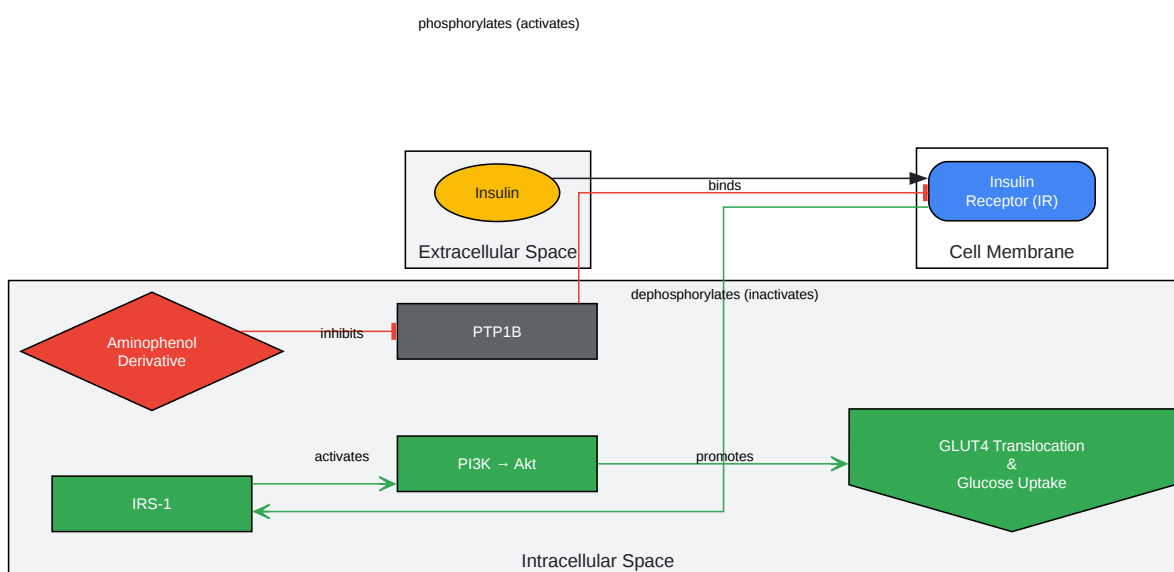 phosphorylates (activates)
Insulin
binds
Insulin
Receptor (IR)
Extracellular Space
Cell Membrane
dephosphorylates (inactivates)
Aminophenol
Derivative
inhibits
PTP1B
activates
PI3K → Akt
promotes
GLUT4 Translocation
&
Glucose Uptake
IRS-1
Intracellular Space